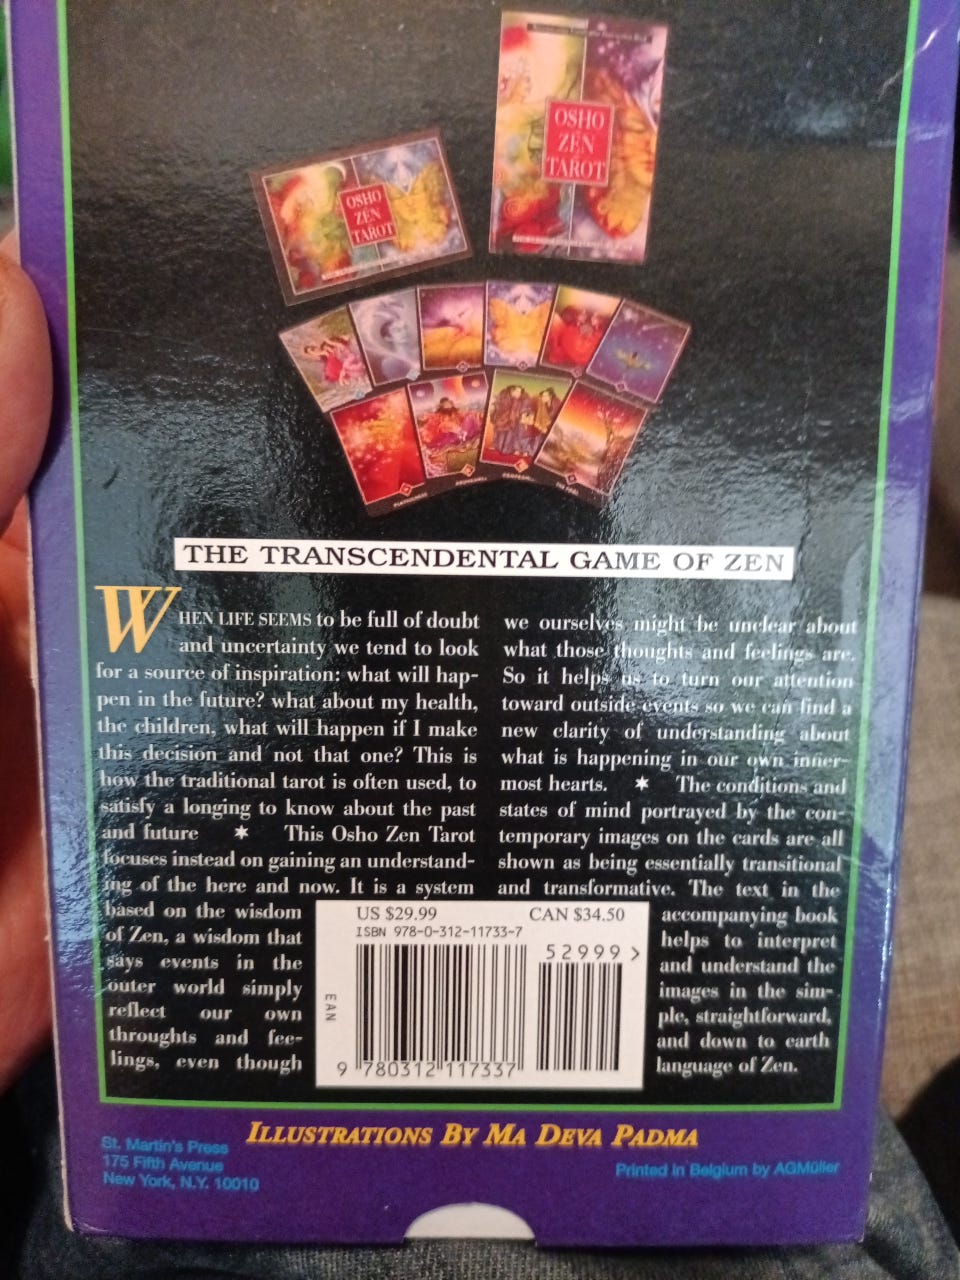 OSHO
ZEN
TAROT
OSHO
ZEN
TAROT
THE TRANSCENDENTAL GAME OF ZEN
WHEN LIFE SEEMS to be full of doubt
and uncertainty we tend to look
for a source of inspiration: what will hap-
pen in the future? what about my health,
the children, what will happen if I make
this decision and not that one? This is
how the traditional tarot is often used, to
satisfy a longing to know about the past
and future ★ This Osho Zen Tarot
focuses instead on gaining an understand-
ing of the here and now. It is a system
based on the wisdom
of Zen, a wisdom that
says events in the
outer world simply
reflect our own
throughts and fee-
lings, even though
we ourselves might be unclear about
what those thoughts and feelings are.
So it helps us to turn our attention
toward outside events so we can find a
new clarity of understanding about
what is happening in our own inner-
most hearts. ★ The conditions and
states of mind portrayed by the con-
temporary images on the cards are all
shown as being essentially transitional
and transformative. The text in the
accompanying book
helps to interpret
and understand the
images in the sim-
ple, straightforward,
and down to earth
language of Zen.
US $29.99 CAN $34.50
ISBN 978-0-312-11733-7
52999>
EAN
9 780312 117337
ILLUSTRATIONS BY MA DEVA PADMA
St. Martin's Press
175 Fifth Avenue
New York, N.Y. 10010
Printed in Belgium by AGMüller